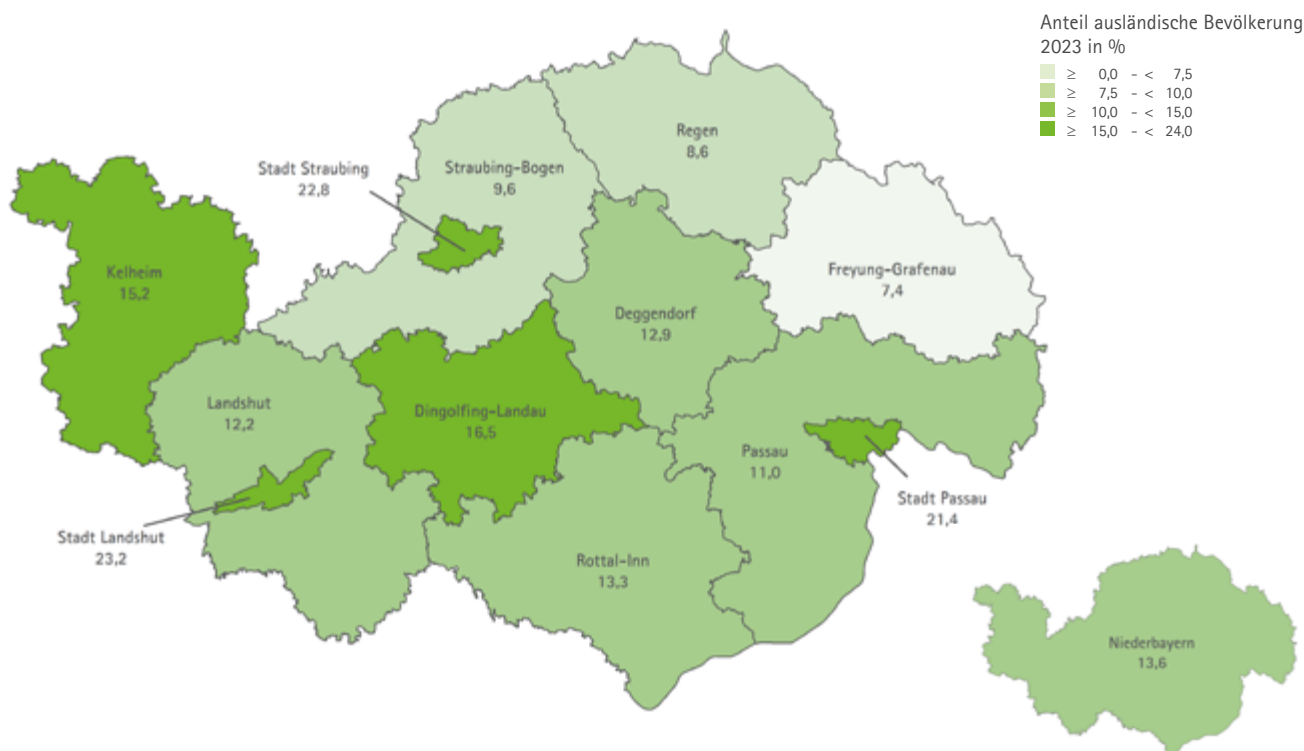 Anteil ausländische Bevölkerung
2023 in %
≥ 0,0 - < 7,5
≥ 7,5 - < 10,0
≥ 10,0 - < 15,0
≥ 15,0 - < 24,0
Regen
8,6
Stadt Straubing
22,8
Straubing-Bogen
9,6
Kelheim
15,2
Freyung-Grafenau
7,4
Deggendorf
12,9
Landshut
12,2
Dingolfing-Landau
16,5
Passau
11,0
Stadt Passau
21,4
Stadt Landshut
23,2
Rottal-Inn
13,3
Niederbayern
13,6